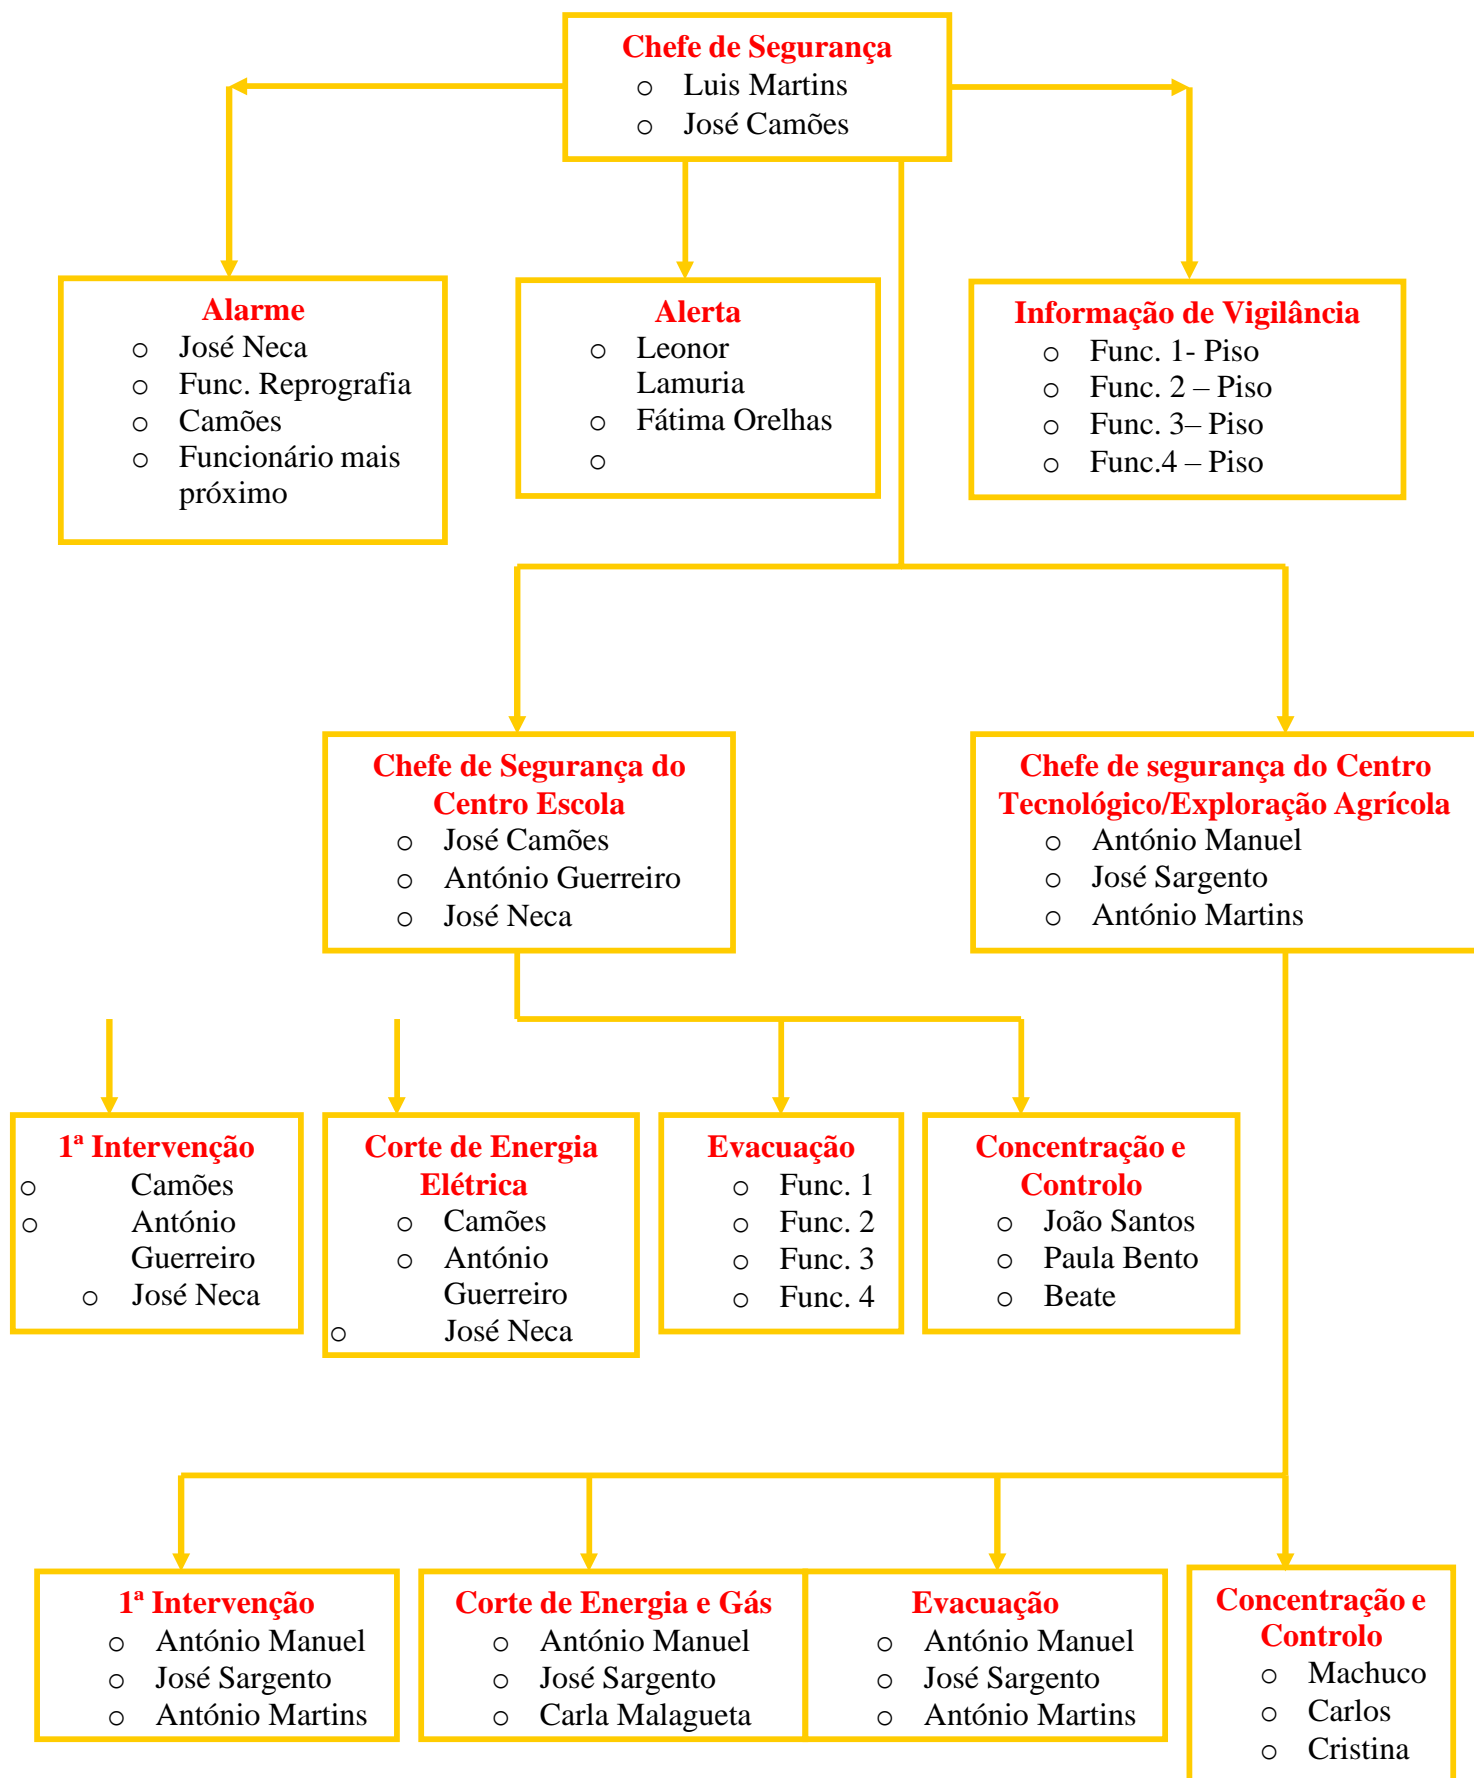 Chefe de Segurança
o Luis Martins
o José Camões
Alarme
o José Neca
o Func. Reprografia
o Camões
o Funcionário mais
próximo
Alerta
o Leonor
Lamuria
o Fátima Orelhas
o
Informação de Vigilância
o Func. 1- Piso
o Func. 2 – Piso
o Func. 3– Piso
o Func.4 – Piso
Chefe de Segurança do
Centro Escola
o José Camões
o António Guerreiro
o José Neca
Chefe de segurança do Centro
Tecnológico/Exploração Agrícola
o António Manuel
o José Sargento
o António Martins
1ª Intervenção
o Camões
o António
Guerreiro
o José Neca
Corte de Energia
Elétrica
o Camões
o António
Guerreiro
o José Neca
Evacuação
o Func. 1
o Func. 2
o Func. 3
o Func. 4
Concentração e
Controlo
o João Santos
o Paula Bento
o Beate
1ª Intervenção
o António Manuel
o José Sargento
o António Martins
Corte de Energia e Gás
o António Manuel
o José Sargento
o Carla Malagueta
Evacuação
o António Manuel
o José Sargento
o António Martins
Concentração e
Controlo
o Machuco
o Carlos
o Cristina